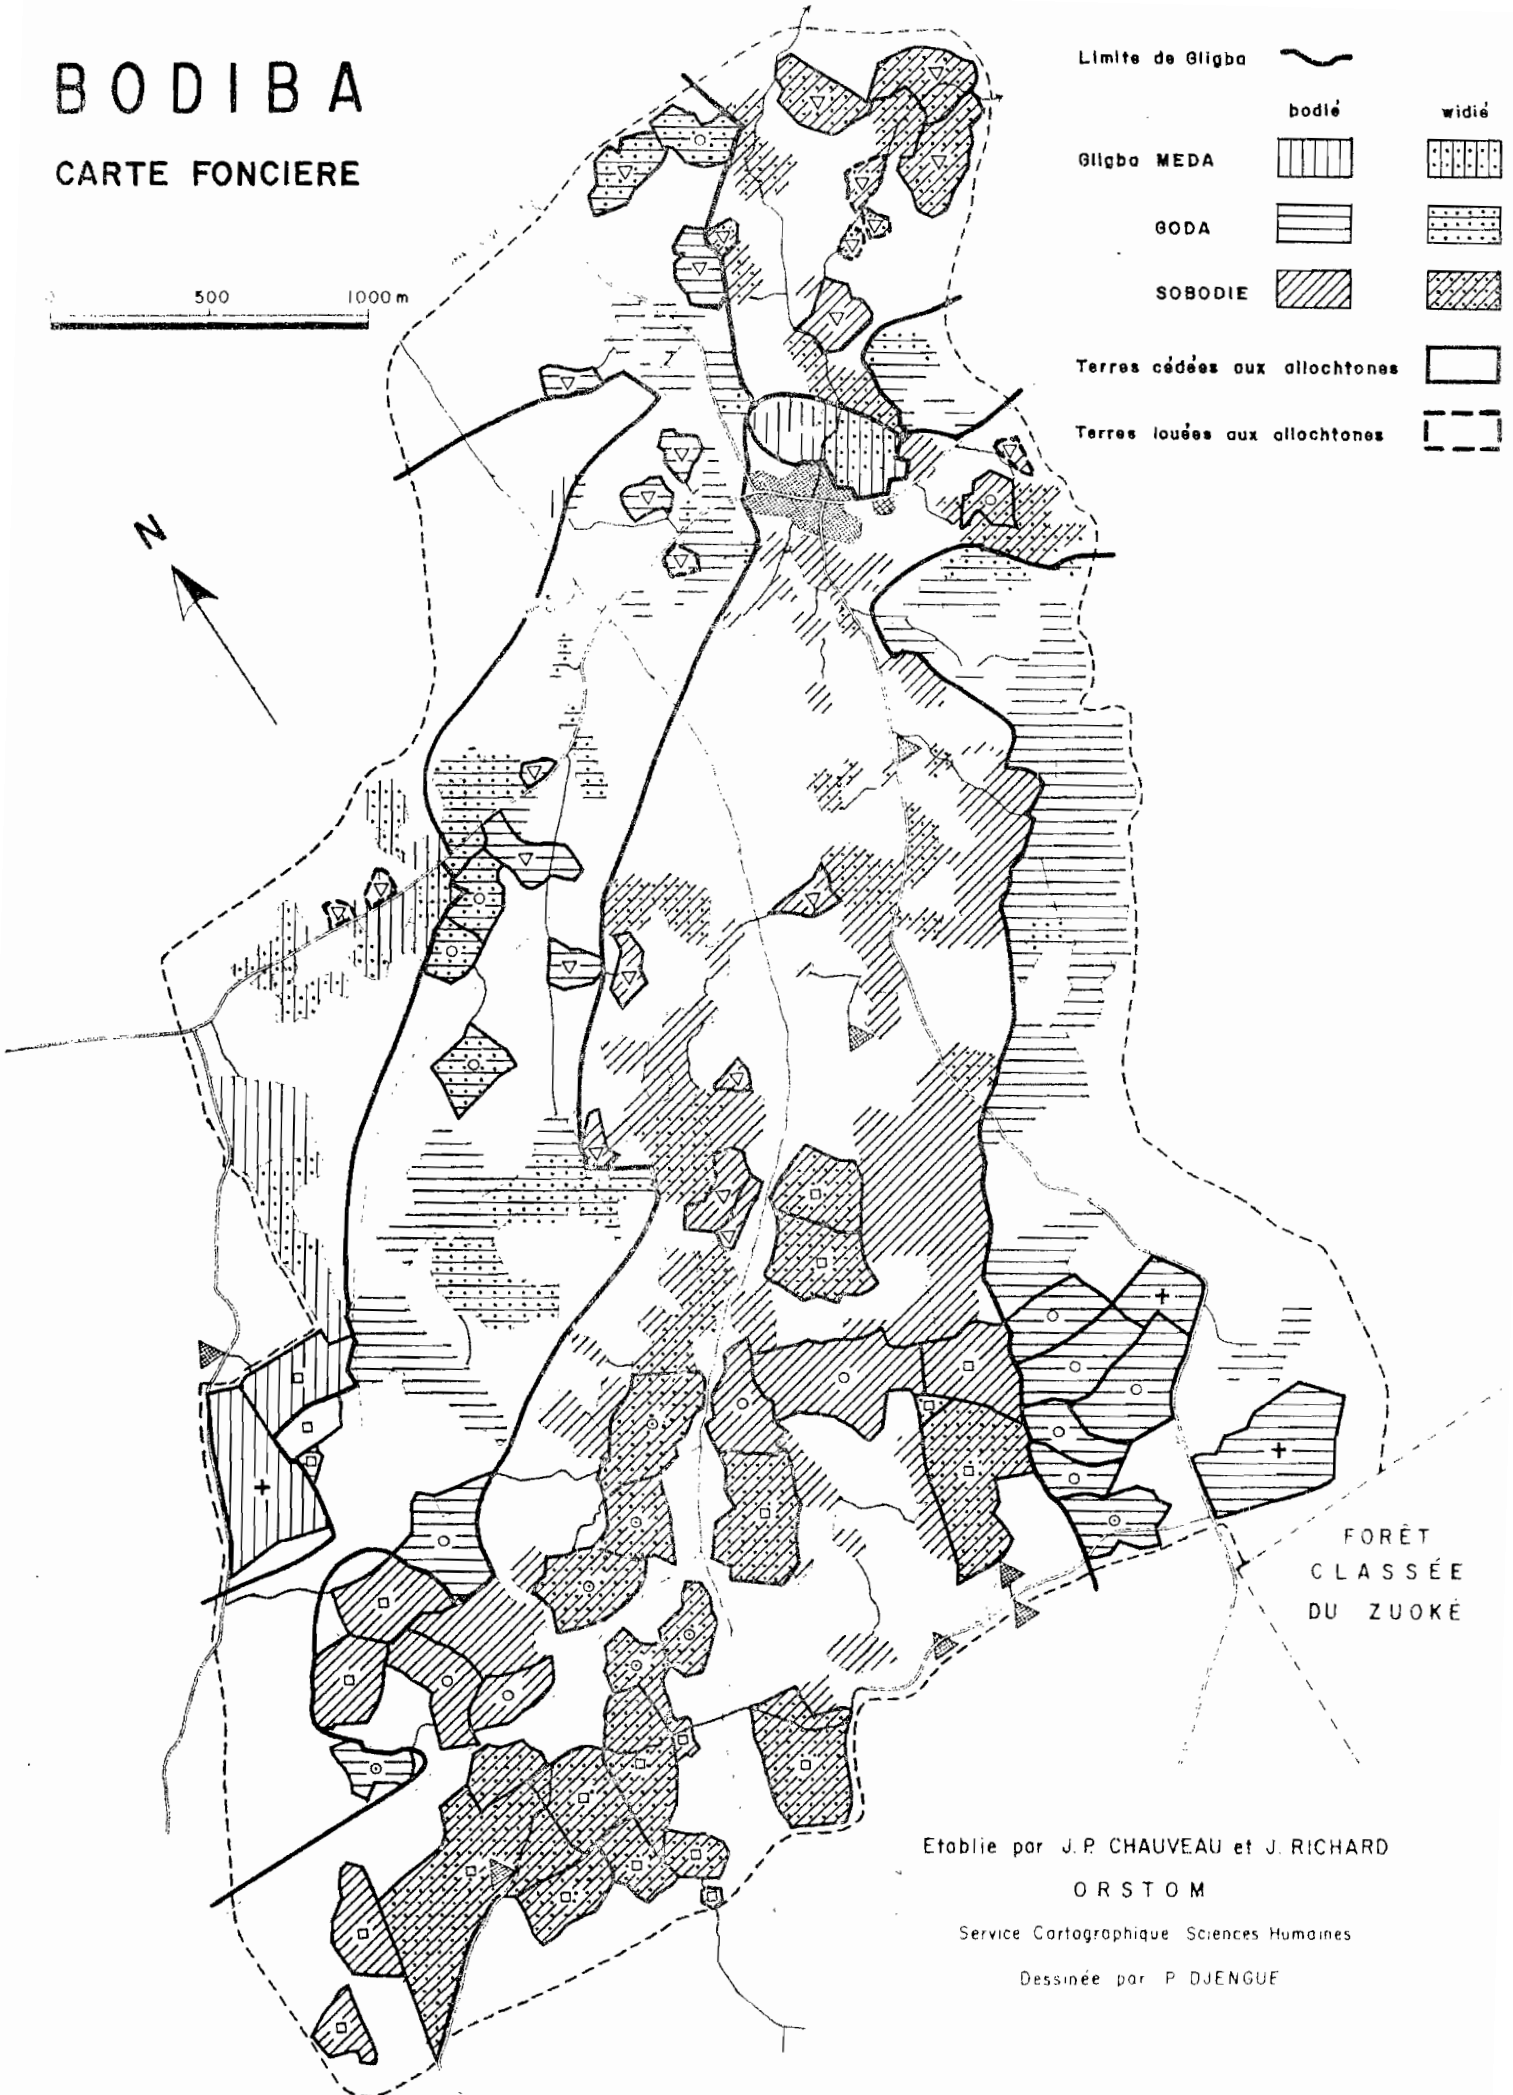 BODIBA
CARTE FONCIERE
0 500 1000 m
N
Limite de Gligba
bodié widié
Gligba MEDA
GODA
SOBODIE
Terres cédées aux allochtones
Terres louées aux allochtones
FORÊT
CLASSÉE
DU ZUOKÉ
Etablie par J.P. CHAUVEAU et J. RICHARD
ORSTOM
Service Cartographique Sciences Humaines
Dessinée par P. DJENGUE